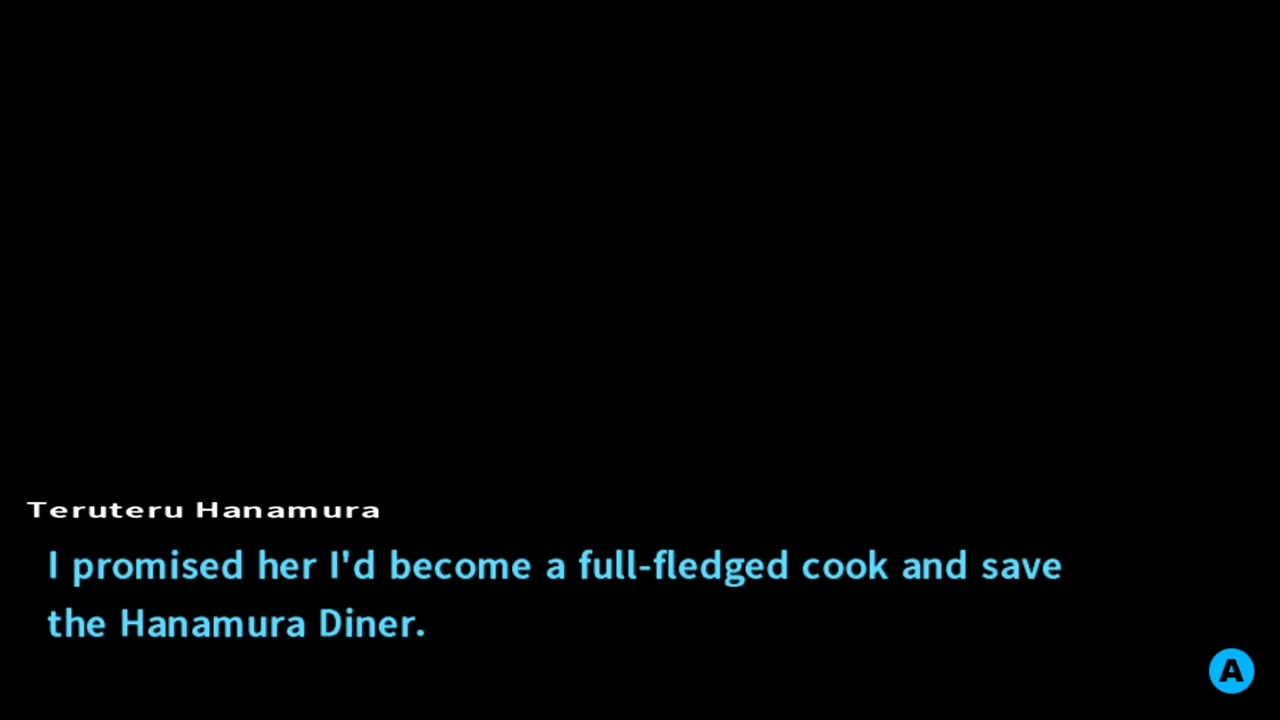 Teruteru Hanamura
I promised her I'd become a full-fledged cook and save
the Hanamura Diner.
A